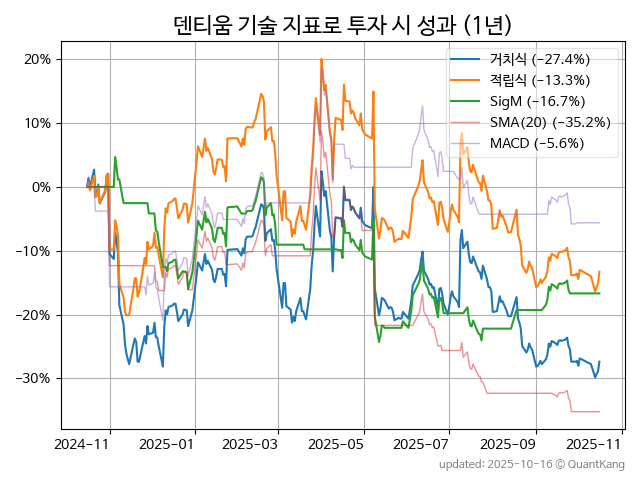 덴티움 기술 지표로 투자 시 성과 (1년)
거치식 (−27.4%)
적립식 (−13.3%)
SigM (−16.7%)
SMA(20) (−35.2%)
MACD (−5.6%)
20%
10%
0%
−10%
−20%
−30%
2024-11 2025-01 2025-03 2025-05 2025-07 2025-09 2025-11
updated: 2025-10-16 © QuantKang